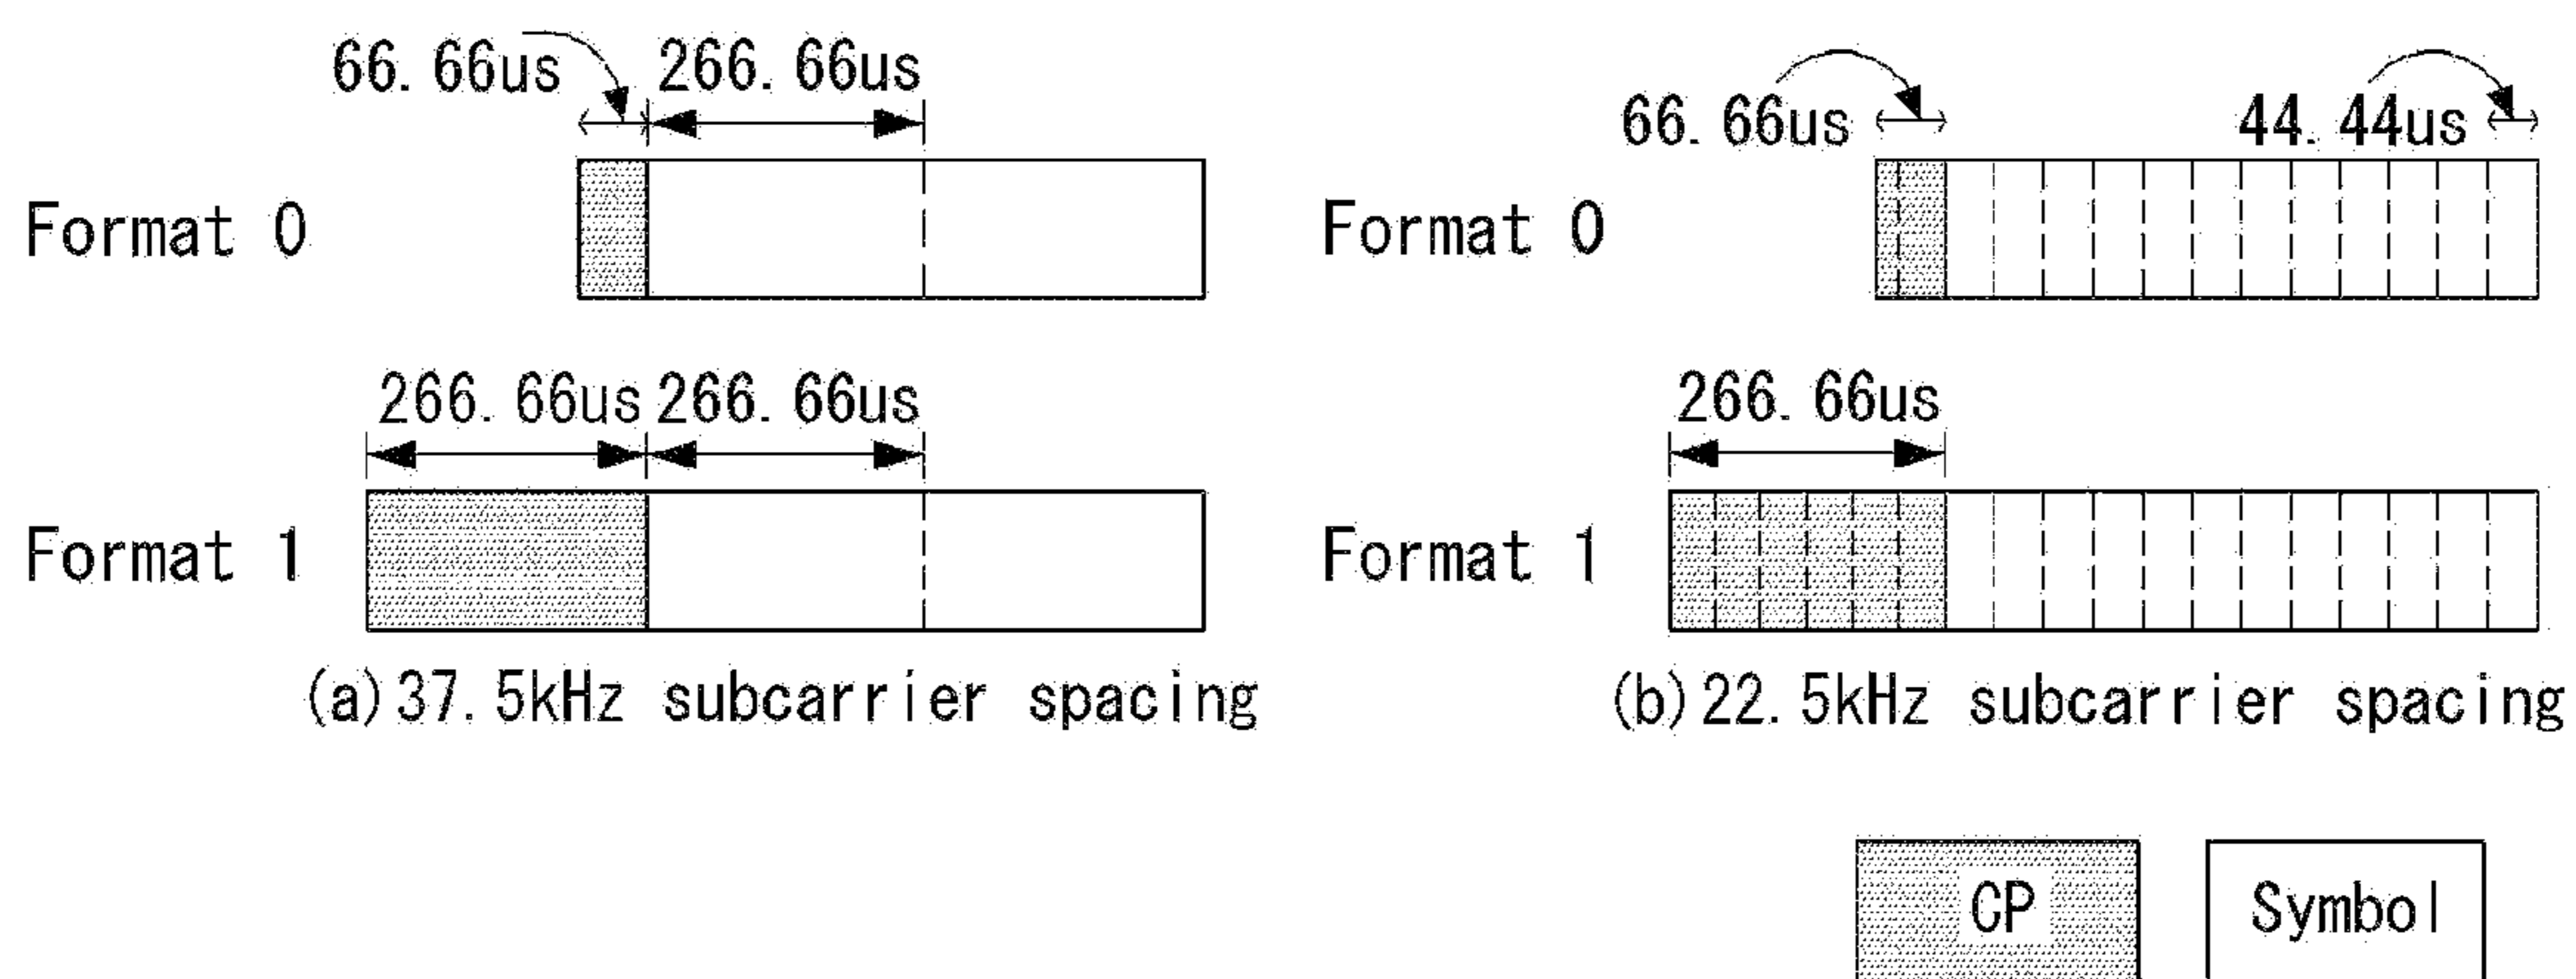 66. 66us 266. 66us
Format 0
266. 66us 266. 66us
Format 1
(a)37. 5kHz subcarrier spacing
66. 66us 44. 44us
Format 0
266. 66us
Format 1
(b)22. 5kHz subcarrier spacing
CP Symbol